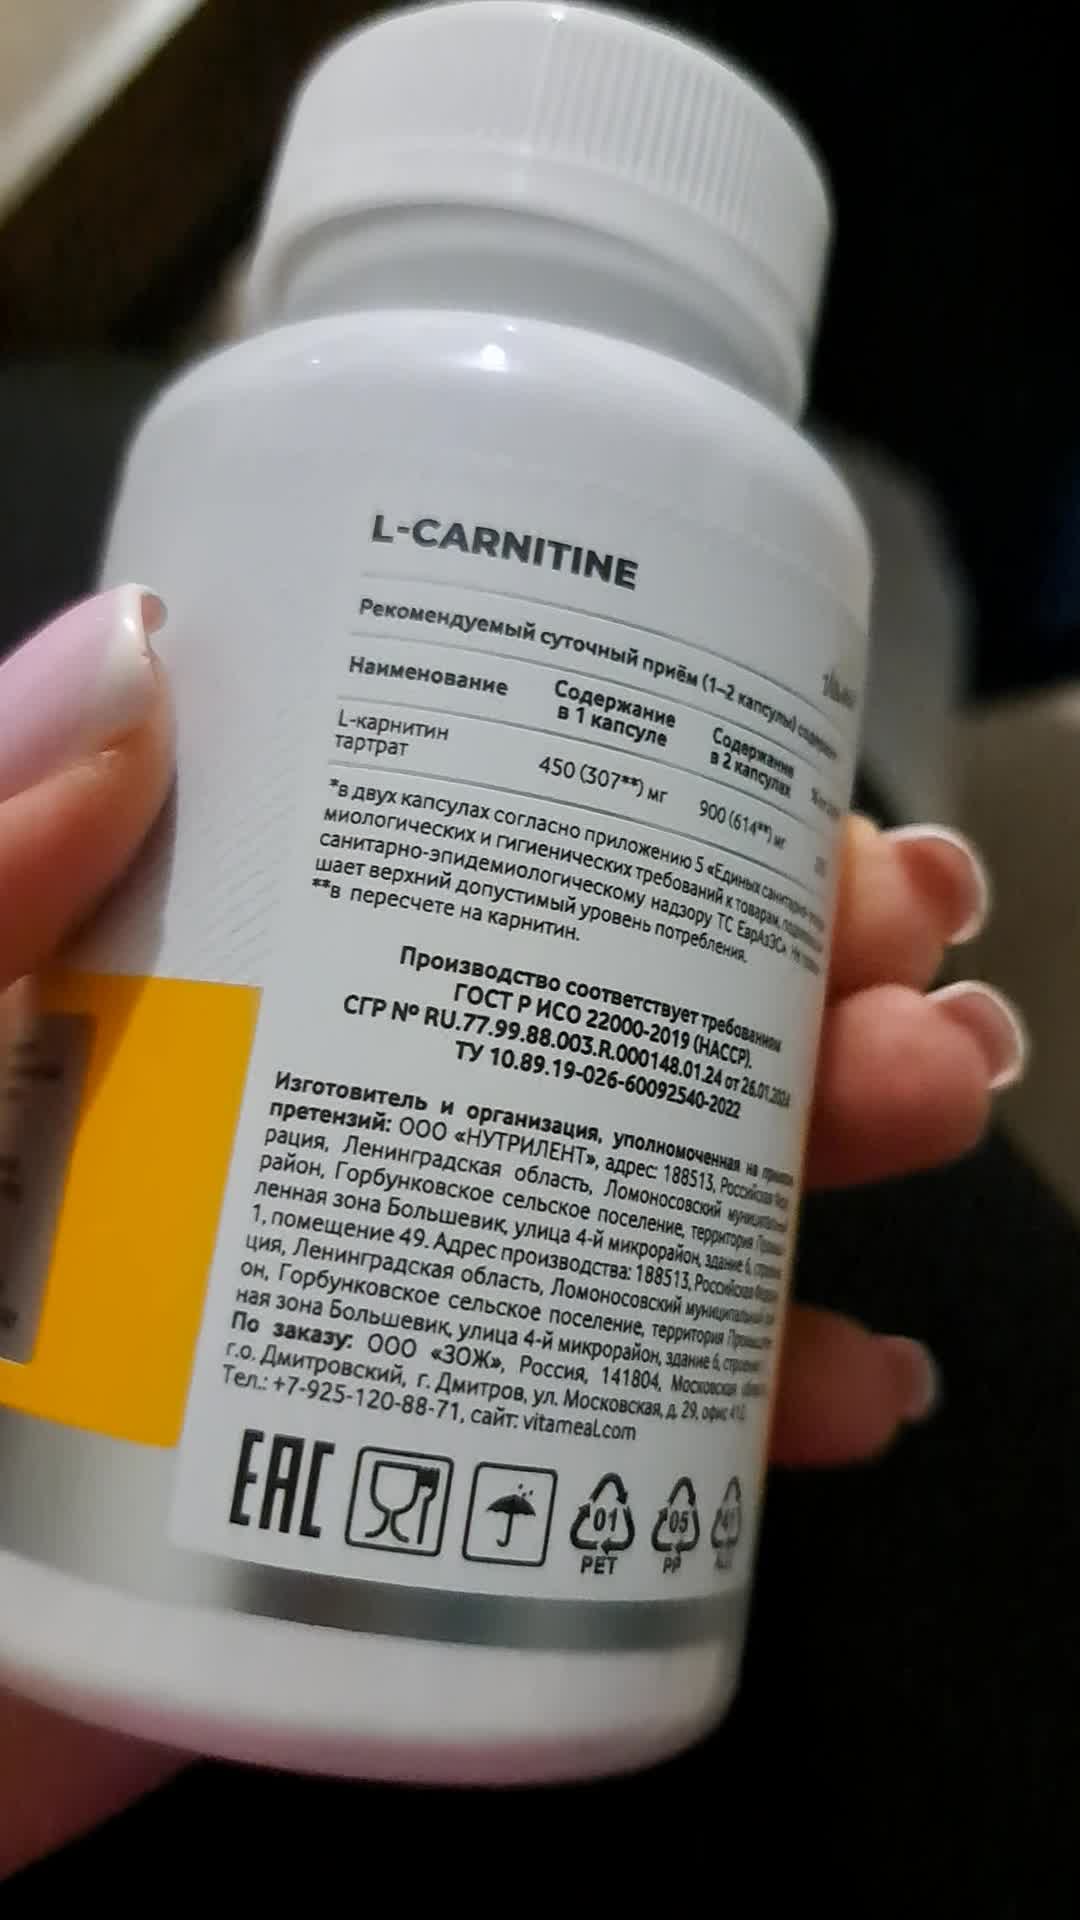 L-CARNITINE
Рекомендуемый суточный приём (1–2 капсулы)
Наименование
Содержание
в 1 капсуле
Содержание
в 2 капсулах
L-карнитин
тартрат
450 (307**) мг
900 (614**) мг
*в двух капсулах согласно приложению 5 «Единых
миологических и гигиенических требований к товарам,
санитарно-эпидемиологическому надзору ТС ЕврАзЭС». Не
шает верхний допустимый уровень потребления.
**в пересчете на карнитин.
Производство соответствует требованиям
ГОСТ Р ИСО 22000-2019 (НАССР).
СГР № RU.77.99.88.003.R.000148.01.24 от 26.01.2024
ТУ 10.89.19-026-60092540-2022
Изготовитель и организация, уполномоченная на
претензий: ООО «НУТРИЛЕНТ», адрес: 188513, Российская
рация, Ленинградская область, Ломоносовский муниципальный
район, Горбунковское сельское поселение, территория
ленная зона Большевик, улица 4-й микрорайон, здание 6,
1, помещение 49. Адрес производства: 188513, Российская
ция, Ленинградская область, Ломоносовский муниципальный
он, Горбунковское сельское поселение, территория
ная зона Большевик, улица 4-й микрорайон, здание 6,
По заказу: ООО «ЗОЖ», Россия, 141804, Московская
г.о. Дмитровский, г. Дмитров, ул. Московская, д. 29, офис
Тел.: +7-925-120-88-71, сайт: vitameal.com
EAC
01
PET
05
PP
41